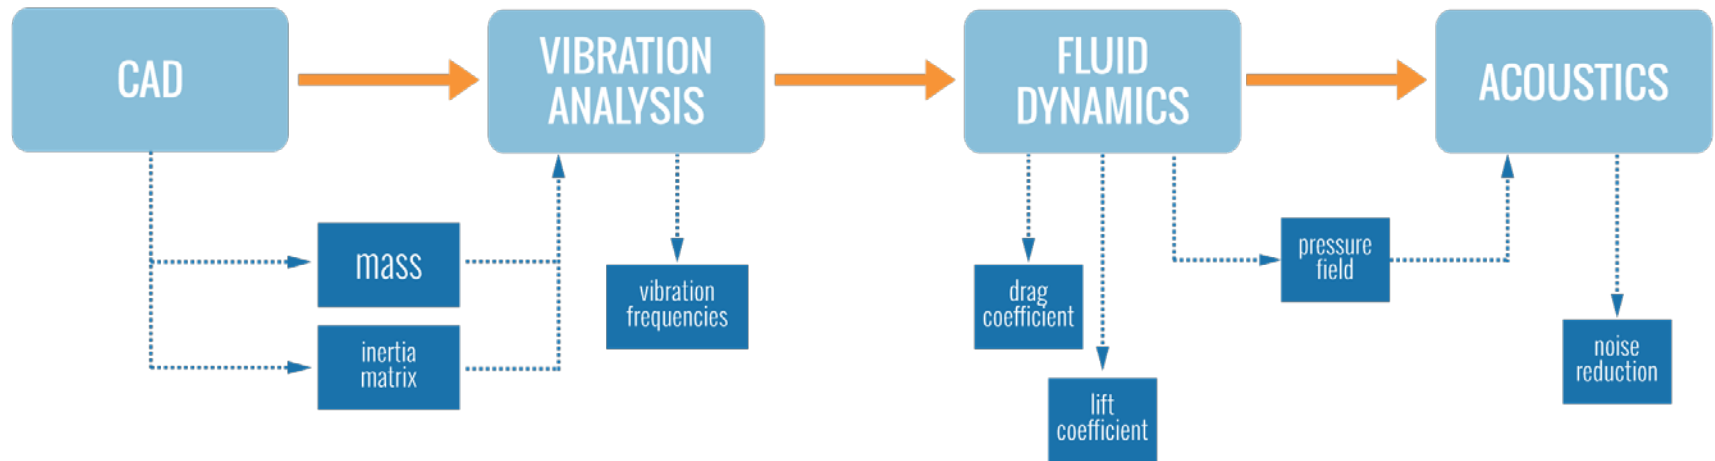 CAD
VIBRATION
ANALYSIS
FLUID
DYNAMICS
ACOUSTICS
mass
inertia
matrix
vibration
frequencies
drag
coefficient
lift
coefficient
pressure
field
noise
reduction